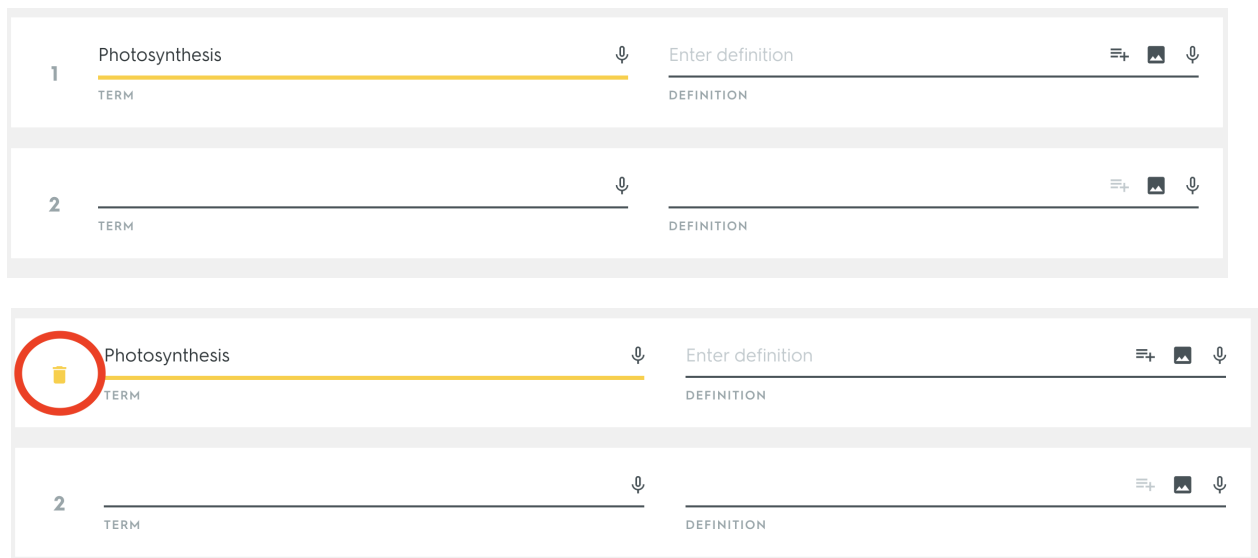 1 Photosynthesis Enter definition
TERM DEFINITION
2
TERM DEFINITION
Photosynthesis Enter definition
TERM DEFINITION
2
TERM DEFINITION